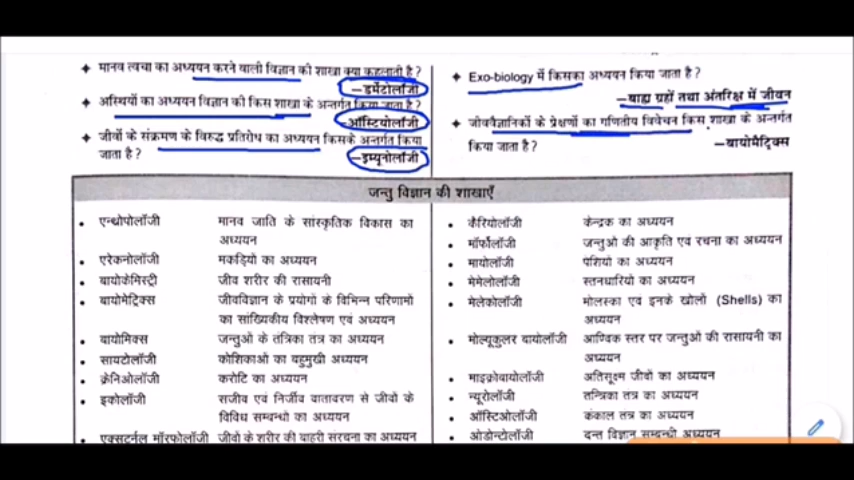 ✦ मानव त्वचा का अध्ययन करने वाली विज्ञान की शाखा क्या कहलाती है?
–डर्मेटोलॉजी
✦ अस्थियों का अध्ययन विज्ञान की किस शाखा के अन्तर्गत किया जाता है?
–ऑस्टियोलॉजी
✦ जीवों के संक्रमण के विरुद्ध प्रतिरोध का अध्ययन किसके अन्तर्गत किया
जाता है?
–इम्यूनोलॉजी
✦ Exo-biology में किसका अध्ययन किया जाता है?
–बाह्य ग्रहों तथा अंतरिक्ष में जीवन
✦ जीववैज्ञानिकों के प्रेक्षणों का गणितीय विवेचन किस शाखा के अन्तर्गत
किया जाता है?
–बायोमैट्रिक्स
जन्तु विज्ञान की शाखाएँ
• एन्थ्रोपोलॉजी मानव जाति के सांस्कृतिक विकास का
अध्ययन
• एरेकनोलॉजी मकड़ियो का अध्ययन
• बायोकेमिस्ट्री जीव शरीर की रासायनी
• बायोमेट्रिक्स जीवविज्ञान के प्रयोगों के विभिन्न परिणामों
का सांख्यिकीय विश्लेषण एवं अध्ययन
• बायोमिक्स जन्तुओं के तंत्रिका तंत्र का अध्ययन
• सायटोलॉजी कोशिकाओं का बहुमुखी अध्ययन
• क्रेनिओलॉजी करोटि का अध्ययन
• इकोलॉजी सजीव एवं निर्जीव वातावरण से जीवों के
विविध सम्बन्धों का अध्ययन
• एक्सटर्नल मॉरफोलॉजी जीवों के शरीर की बाहरी संरचना का अध्ययन
• कैरियोलॉजी केन्द्रक का अध्ययन
• मॉर्फोलॉजी जन्तुओ की आकृति एवं रचना का अध्ययन
• मायोलॉजी पेशियो का अध्ययन
• मेमेलोलॉजी स्तनधारियो का अध्ययन
• मेलेकोलॉजी मोलस्का एवं इनके खोलों (Shells) का
अध्ययन
• मोल्यूकुलर बायोलॉजी आण्विक स्तर पर जन्तुओं की रासायनी का
अध्ययन
• माइक्रोबायोलॉजी अतिसूक्ष्म जीवों का अध्ययन
• न्यूरोलॉजी तन्त्रिका तंत्र का अध्ययन
• ऑस्टिओलॉजी कंकाल तंत्र का अध्ययन
• ओडोन्टोलॉजी दन्त विज्ञान सम्बन्धी अध्ययन